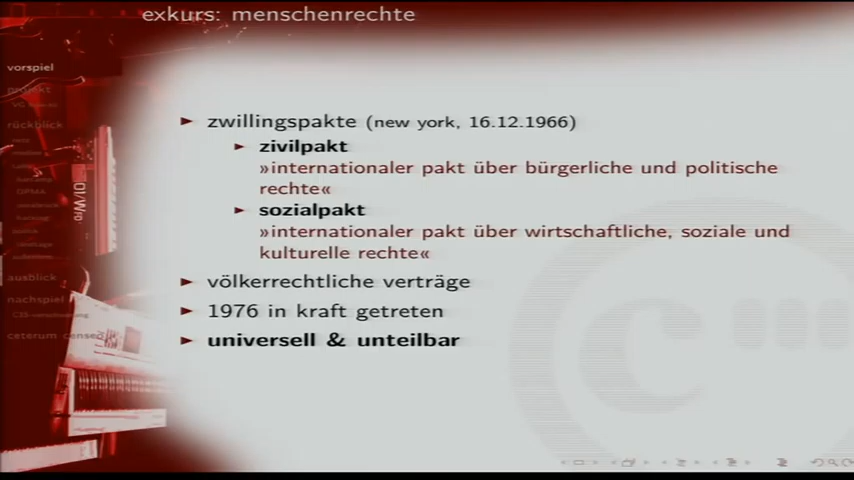 exkurs: menschenrechte
vorspiel
projekt
rückblick
ausblick
nachspiel
ceterum censeo
► zwillingspakte (new york, 16.12.1966)
► zivilpakt
»internationaler pakt über bürgerliche und politische
rechte«
► sozialpakt
»internationaler pakt über wirtschaftliche, soziale und
kulturelle rechte«
► völkerrechtliche verträge
► 1976 in kraft getreten
► universell & unteilbar